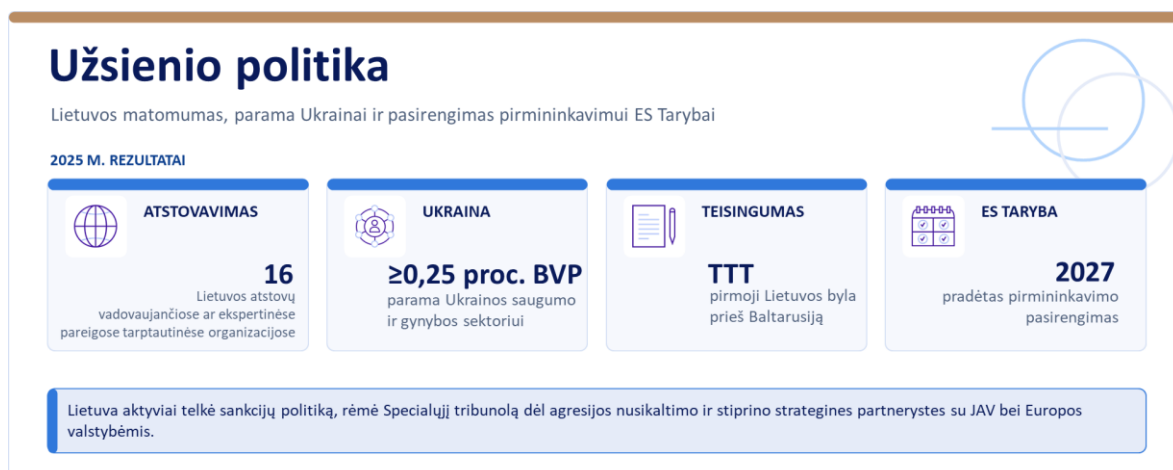 Užsienio politika
Lietuvos matomumas, parama Ukrainai ir pasirengimas pirmininkavimui ES Tarybai
2025 M. REZULTATAI
ATSTOVAVIMAS
16
Lietuvos atstovų
vadovaujančiose ar ekspertinėse
pareigose tarptautinėse organizacijose
UKRAINA
≥0,25 proc. BVP
parama Ukrainos saugumo
ir gynybos sektoriui
TEISINGUMAS
TTT
pirmoji Lietuvos byla
prieš Baltarusiją
ES TARYBA
2027
pradėtas pirmininkavimo
pasirengimas
Lietuva aktyviai telkė sankcijų politiką, rėmė Specialųjį tribunolą dėl agresijos nusikaltimo ir stiprino strategines partnerystes su JAV bei Europos
valstybėmis.